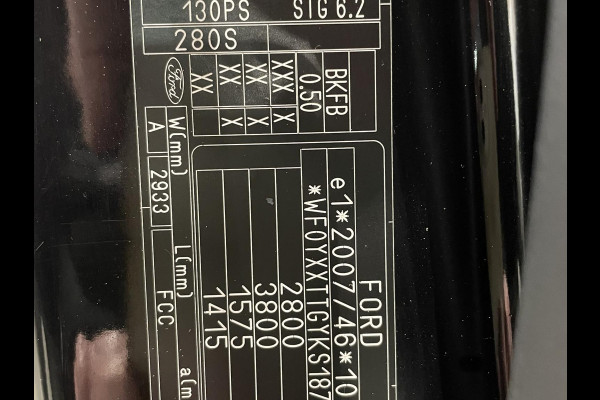 130PS
STG 6.2
280S
Ford
BKFB
0.50
XXX X
XX X
XX X
XX
W(mm)
A
2933
L(mm)
FCC
a(m
FORD
e1*2007/46*10
*WF0YXXTTGYKS187
2800
3800
1575
1415